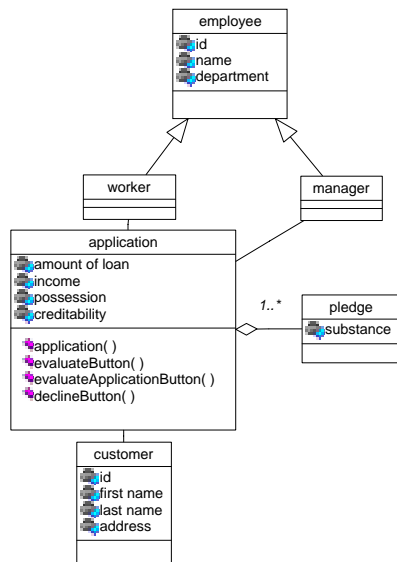 employee
id
name
department
worker
manager
application
amount of loan
income
possession
creditability
application( )
evaluateButton( )
evaluateApplicationButton( )
declineButton( )
1..*
pledge
substance
customer
id
first name
last name
address